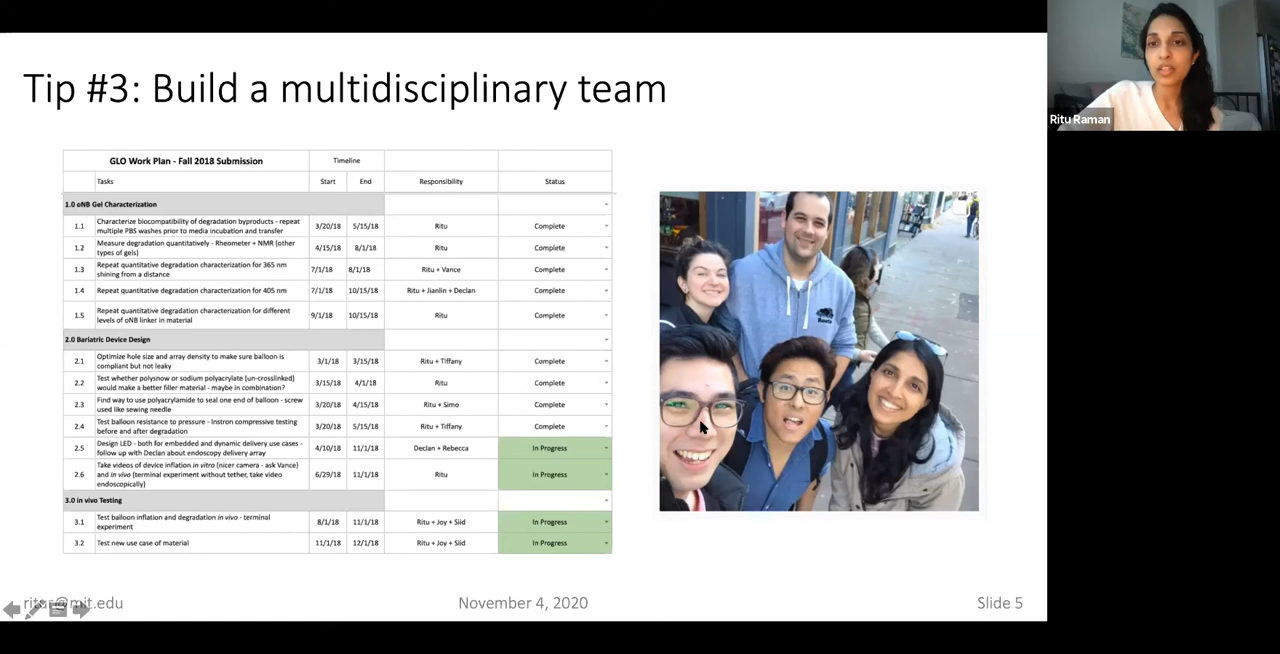 Tip #3: Build a multidisciplinary team
Ritu Raman
GLO Work Plan - Fall 2018 Submission
Timeline
Tasks
Start
End
Responsibility
Status
1.0 oNB Gel Characterization
1.1
Characterize biocompatibility of degradation byproducts - repeat
multiple PBS washes prior to media incubation and transfer
3/20/18
5/15/18
Ritu
Complete
1.2
Measure degradation quantitatively - Rheometer + NMR (other
types of gels)
4/15/18
8/1/18
Ritu
Complete
1.3
Repeat quantitative degradation characterization for 365 nm
shining from a distance
7/1/18
8/1/18
Ritu + Vance
Complete
1.4
Repeat quantitative degradation characterization for 405 nm
7/1/18
10/15/18
Ritu + Jianlin + Declan
Complete
1.5
Repeat quantitative degradation characterization for different
levels of oNB linker in material
9/1/18
10/15/18
Ritu
Complete
2.0 Bariatric Device Design
2.1
Optimize hole size and array density to make sure balloon is
compliant but not leaky
3/1/18
3/15/18
Ritu + Tiffany
Complete
2.2
Test whether polysnow or sodium polyacrylate (un-crosslinked)
would make a better filler material - maybe in combination?
3/15/18
4/1/18
Ritu
Complete
2.3
Find way to use polyacrylamide to seal one end of balloon - screw
used like sewing needle
3/20/18
4/15/18
Ritu + Simo
Complete
2.4
Test balloon resistance to pressure - Instron compressive testing
before and after degradation
3/20/18
5/15/18
Ritu + Tiffany
Complete
2.5
Design LED - both for embedded and dynamic delivery use cases -
follow up with Declan about endoscopy delivery array
4/10/18
11/1/18
Declan + Rebecca
In Progress
2.6
Take videos of device inflation in vitro (nicer camera - ask Vance)
and in vivo (terminal experiment without tether, take video
endoscopically)
6/29/18
11/1/18
Ritu
In Progress
3.0 in vivo Testing
3.1
Test balloon inflation and degradation in vivo - terminal
experiment
8/1/18
11/1/18
Ritu + Joy + Siid
In Progress
3.2
Test new use case of material
11/1/18
12/1/18
Ritu + Joy + Siid
In Progress
@mit.edu
November 4, 2020
Slide 5